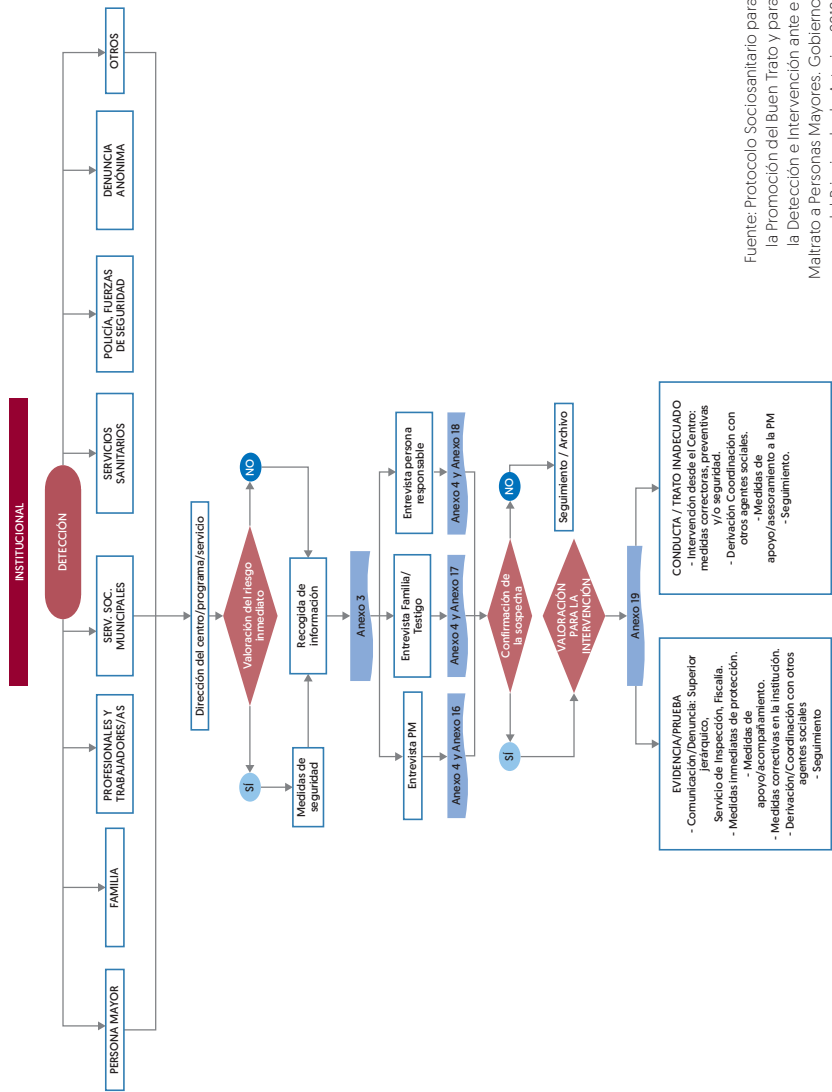 INSTITUCIONAL
DETECCIÓN
PERSONA MAYOR
FAMILIA
PROFESIONALES Y
TRABAJADORES/AS
SERV. SOC.
MUNICIPALES
SERVICIOS
SANITARIOS
POLICÍA, FUERZAS
DE SEGURIDAD
DENUNCIA
ANÓNIMA
OTROS
Dirección del centro/programa/servicio
Valoración del riesgo
inmediato
SÍ
NO
Medidas de
seguridad
Recogida de
información
Anexo 3
Entrevista PM
Entrevista Familia/
Testigo
Entrevista persona
responsable
Anexo 4 y Anexo 16
Anexo 4 y Anexo 17
Anexo 4 y Anexo 18
Confirmación de
la sospecha
SÍ
NO
Seguimiento / Archivo
VALORACIÓN
PARA LA
INTERVENCIÓN
Anexo 19
EVIDENCIA/PRUEBA
- Comunicación/Denuncia: Superior
jerárquico,
Servicio de Inspección, Fiscalía.
- Medidas inmediatas de protección.
- Medidas de
apoyo/acompañamiento.
- Medidas correctivas en la institución.
- Derivación/Coordinación con otros
agentes sociales
- Seguimiento
CONDUCTA / TRATO INADECUADO
- Intervención desde el Centro:
medidas correctoras, preventivas
y/o seguridad.
- Derivación Coordinación con
otros agentes sociales.
- Medidas de
apoyo/asesoramiento a la PM
- Seguimiento.
Fuente: Protocolo Sociosanitario para
la Promoción del Buen Trato y para
la Detección e Intervención ante e
Maltrato a Personas Mayores. Gobierno